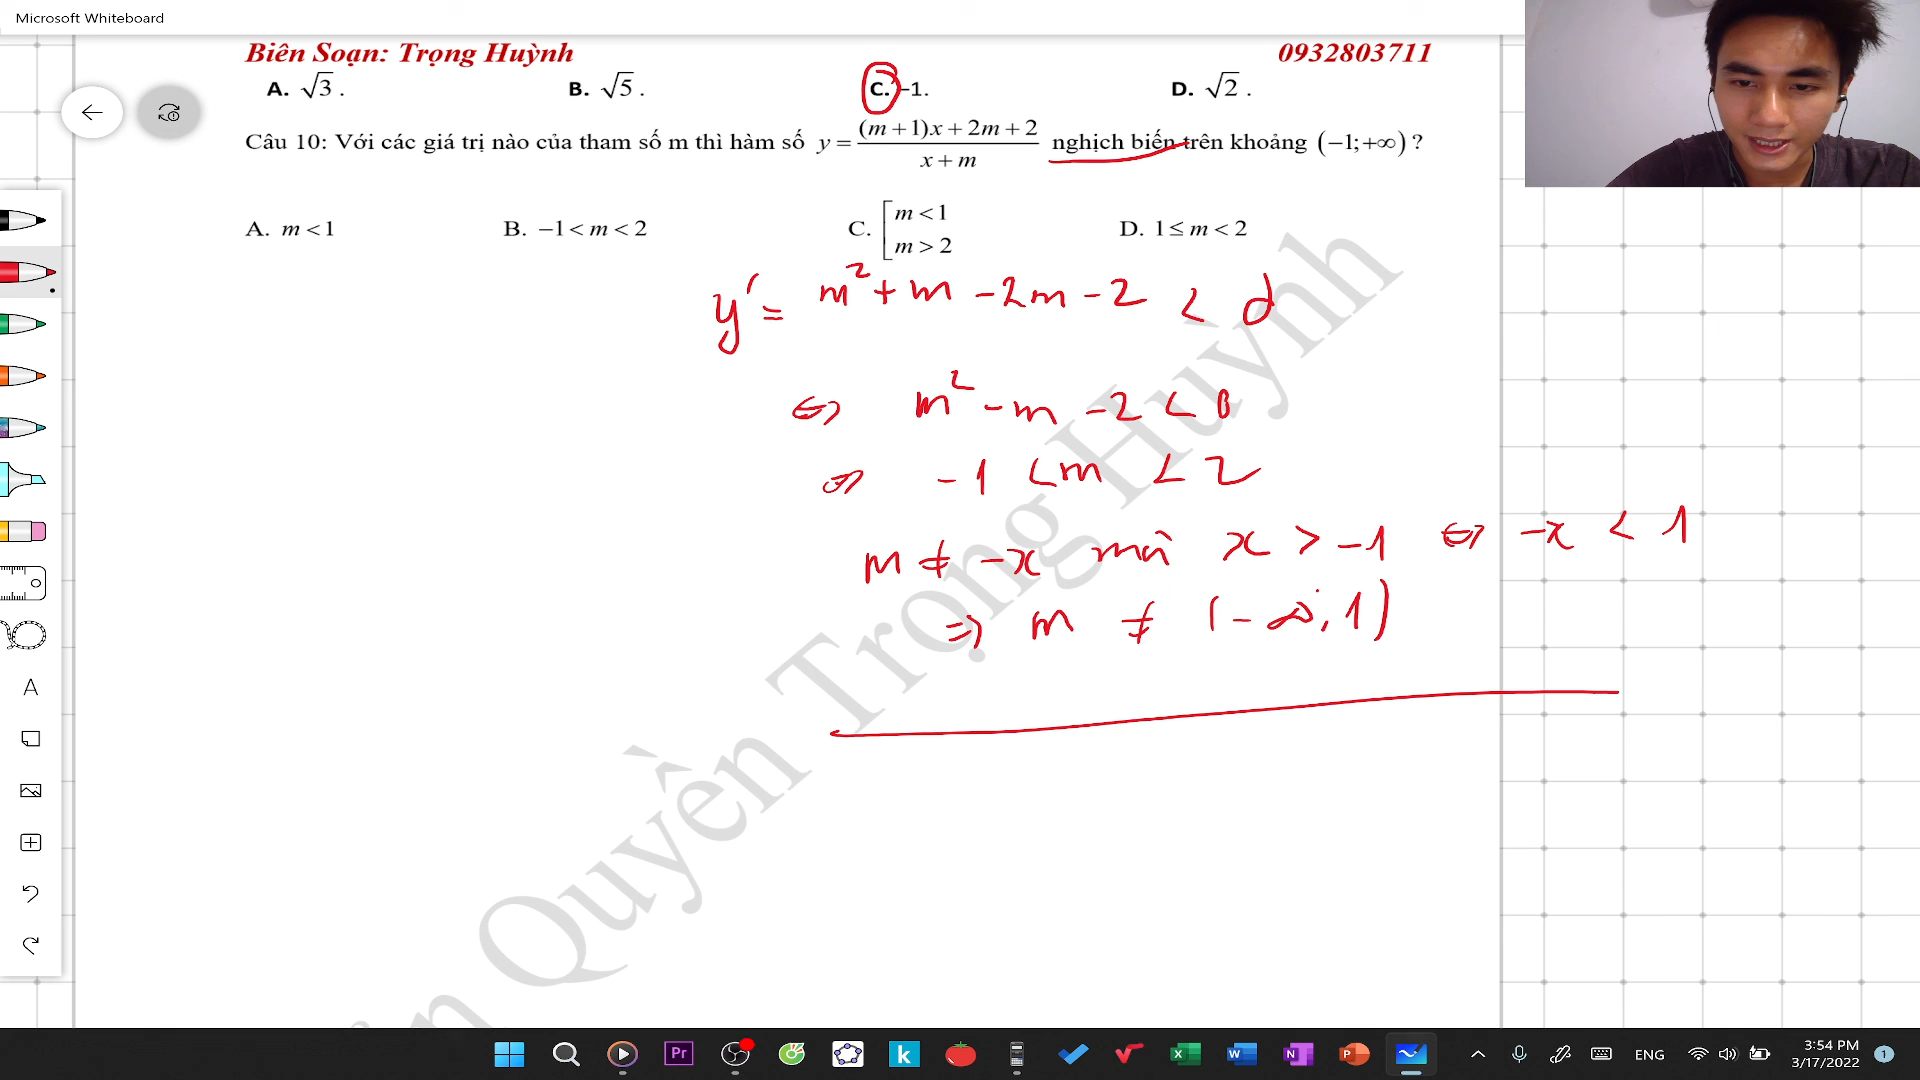 Microsoft Whiteboard
Biên Soạn: Trọng Huỳnh 0932803711
A. √3 . B. √5 . C. -1. D. √2 .
Câu 10: Với các giá trị nào của tham số m thì hàm số y = ((m+1)x+2m+2)/(x+m) nghịch biến trên khoảng (−1;+∞) ?
A. m < 1 B. −1 < m < 2 C. [m < 1 m > 2 D. 1 ≤ m < 2
y' = m² + m - 2m - 2 < 0
⇔ m² - m - 2 < 0
⇔ -1 < m < 2
m ≠ -x mà x > -1 ⇔ -x < 1
⇒ m ≠ (-∞; 1)
Quyền Trọng Huỳnh
A
Pr
k
ENG
3:54 PM
3/17/2022
1